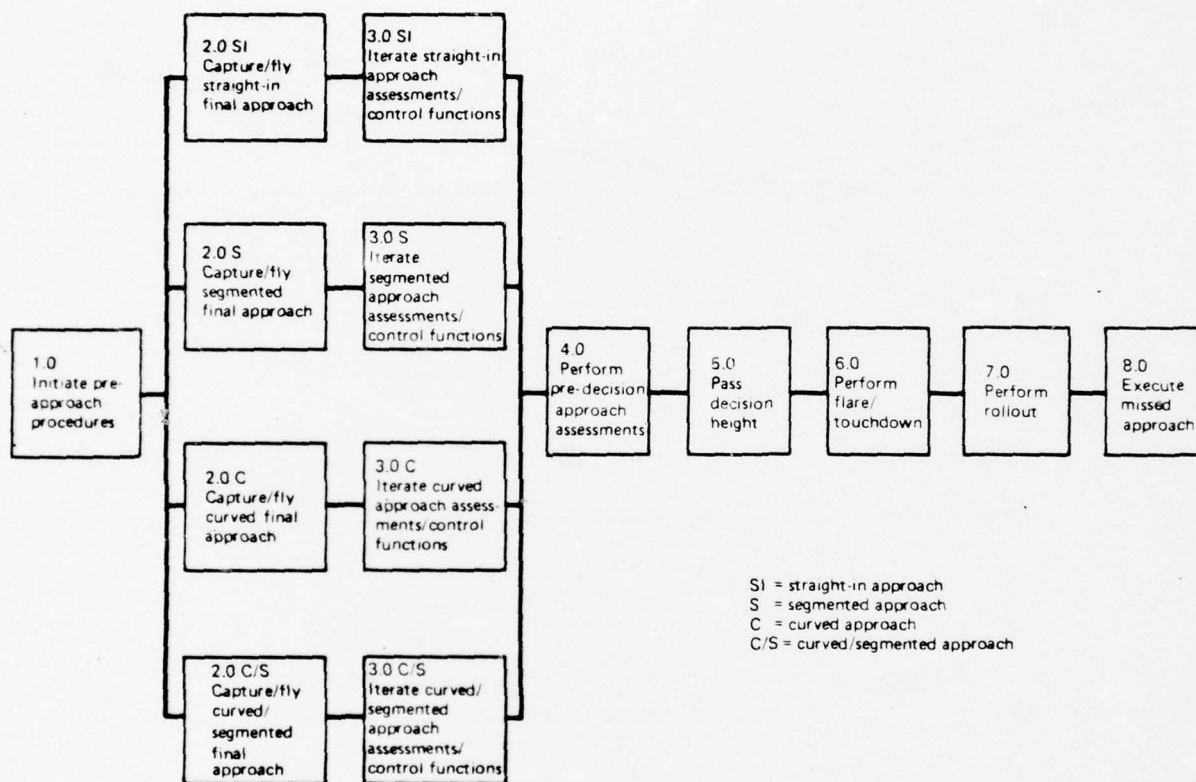 1.0
Initiate pre-
approach
procedures
2.0 SI
Capture/fly
straight-in
final approach
3.0 SI
Iterate straight-in
approach
assessments/
control functions
2.0 S
Capture/fly
segmented
final approach
3.0 S
Iterate
segmented
approach
assessments/
control functions
2.0 C
Capture/fly
curved final
approach
3.0 C
Iterate curved
approach assess-
ments/control
functions
2.0 C/S
Capture/fly
curved/
segmented
final
approach
3.0 C/S
Iterate curved/
segmented
approach
assessments/
control functions
4.0
Perform
pre-decision
approach
assessments
5.0
Pass
decision
height
6.0
Perform
flare/
touchdown
7.0
Perform
rollout
8.0
Execute
missed
approach
SI = straight-in approach
S = segmented approach
C = curved approach
C/S = curved/segmented approach